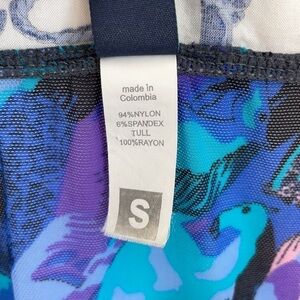 made in
Colombia
94%NYLON
6%SPANDEX
TULL
100%RAYON
S